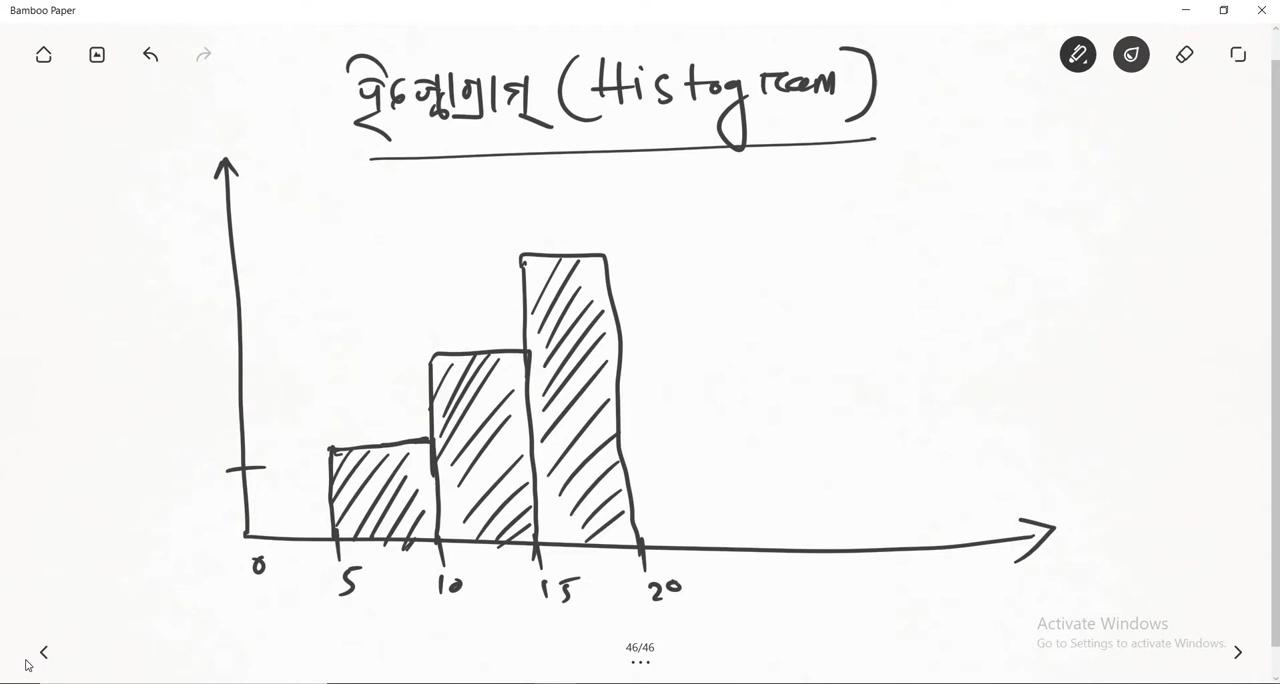 Bamboo Paper
(Histogram)
0 5 10 15 20
Activate Windows
Go to Settings to activate Windows.
46/46